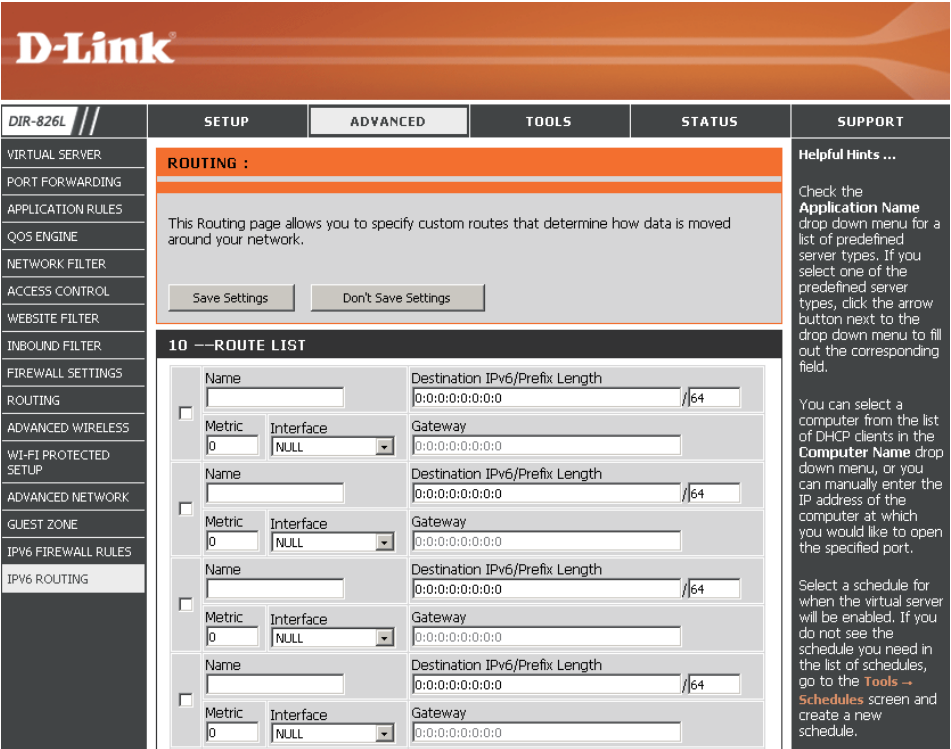 D-Link®
DIR-826L
SETUP
ADVANCED
TOOLS
STATUS
SUPPORT
VIRTUAL SERVER
PORT FORWARDING
APPLICATION RULES
QOS ENGINE
NETWORK FILTER
ACCESS CONTROL
WEBSITE FILTER
INBOUND FILTER
FIREWALL SETTINGS
ROUTING
ADVANCED WIRELESS
WI-FI PROTECTED
SETUP
ADVANCED NETWORK
GUEST ZONE
IPV6 FIREWALL RULES
IPV6 ROUTING
ROUTING :
This Routing page allows you to specify custom routes that determine how data is moved
around your network.
Save Settings
Don't Save Settings
10 --ROUTE LIST
Name
Destination IPv6/Prefix Length
0:0:0:0:0:0:0:0
/ 64
Metric
Interface
Gateway
0
NULL
0:0:0:0:0:0:0:0
Name
Destination IPv6/Prefix Length
0:0:0:0:0:0:0:0
/ 64
Metric
Interface
Gateway
0
NULL
0:0:0:0:0:0:0:0
Name
Destination IPv6/Prefix Length
0:0:0:0:0:0:0:0
/ 64
Metric
Interface
Gateway
0
NULL
0:0:0:0:0:0:0:0
Name
Destination IPv6/Prefix Length
0:0:0:0:0:0:0:0
/ 64
Metric
Interface
Gateway
0
NULL
0:0:0:0:0:0:0:0
Helpful Hints ...
Check the
Application Name
drop down menu for a
list of predefined
server types. If you
select one of the
predefined server
types, click the arrow
button next to the
drop down menu to fill
out the corresponding
field.
You can select a
computer from the list
of DHCP clients in the
Computer Name drop
down menu, or you
can manually enter the
IP address of the
computer at which
you would like to open
the specified port.
Select a schedule for
when the virtual server
will be enabled. If you
do not see the
schedule you need in
the list of schedules,
go to the Tools →
Schedules screen and
create a new
schedule.